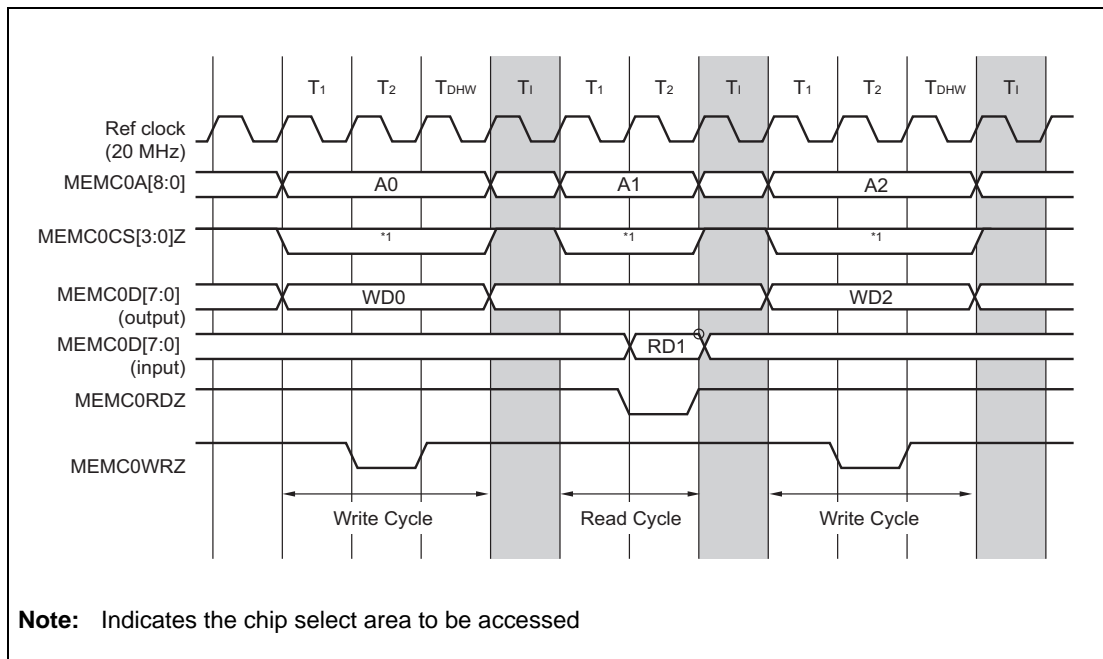 T1 T2 TDHW TI T1 T2 TI T1 T2 TDHW TI
Ref clock
(20 MHz)
MEMC0A[8:0] A0 A1 A2
MEMC0CS[3:0]Z *1 *1 *1
MEMC0D[7:0]
(output)
WD0 WD2
MEMC0D[7:0]
(input)
RD1
MEMC0RDZ
MEMC0WRZ
Write Cycle Read Cycle Write Cycle
Note: Indicates the chip select area to be accessed